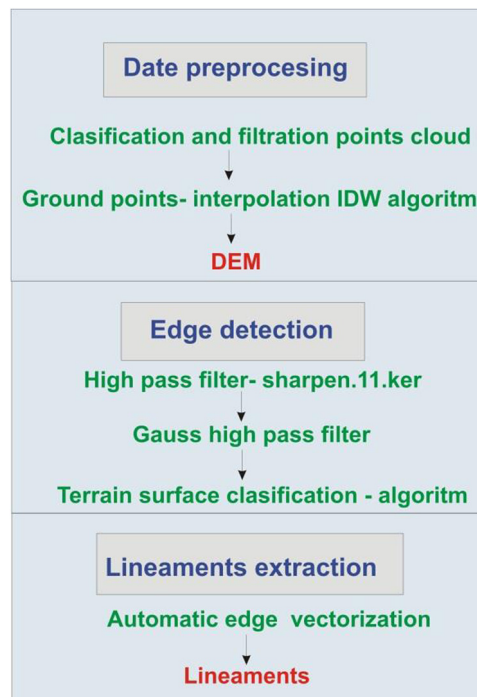 Date preprocesing
Clasification and filtration points cloud
Ground points- interpolation IDW algoritm
DEM
Edge detection
High pass filter- sharpen.11.ker
Gauss high pass filter
Terrain surface clasification - algoritm
Lineaments extraction
Automatic edge vectorization
Lineaments